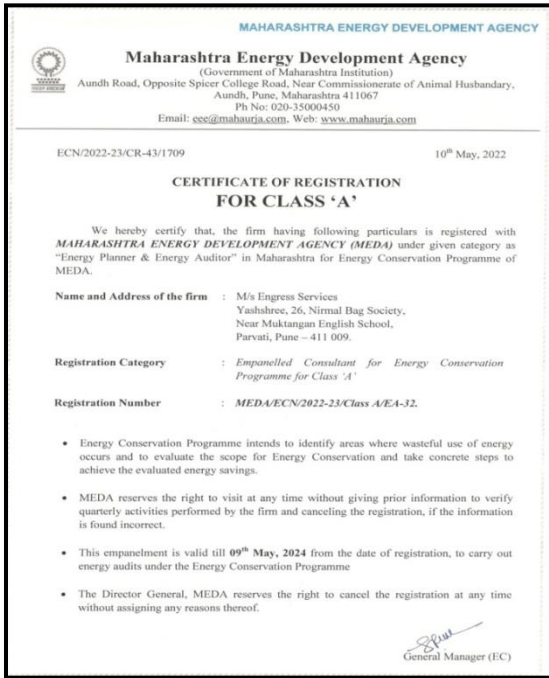 MAHARASHTRA ENERGY DEVELOPMENT AGENCY
Maharashtra Energy Development Agency
(Government of Maharashtra Institution)
Aundh Road, Opposite Spicer College Road, Near Commissionerate of Animal Husbandary,
Aundh, Pune, Maharashtra 411067
Ph No: 020-35000450
Email: eee@mahaurja.com, Web: www.mahaurja.com
ECN/2022-23/CR-43/1709
10th May, 2022
CERTIFICATE OF REGISTRATION
FOR CLASS ‘A’
We hereby certify that, the firm having following particulars is registered with
MAHARASHTRA ENERGY DEVELOPMENT AGENCY (MEDA) under given category as
“Energy Planner & Energy Auditor” in Maharashtra for Energy Conservation Programme of
MEDA.
Name and Address of the firm : M/s Engress Services
Yashshree, 26, Nirmal Bag Society,
Near Muktangan English School,
Parvati, Pune – 411 009.
Registration Category : Empanelled Consultant for Energy Conservation
Programme for Class ‘A’
Registration Number : MEDA/ECN/2022-23/Class A/EA-32.
• Energy Conservation Programme intends to identify areas where wasteful use of energy
occurs and to evaluate the scope for Energy Conservation and take concrete steps to
achieve the evaluated energy savings.
• MEDA reserves the right to visit at any time without giving prior information to verify
quarterly activities performed by the firm and canceling the registration, if the information
is found incorrect.
• This empanelment is valid till 09th May, 2024 from the date of registration, to carry out
energy audits under the Energy Conservation Programme
• The Director General, MEDA reserves the right to cancel the registration at any time
without assigning any reasons thereof.
General Manager (EC)